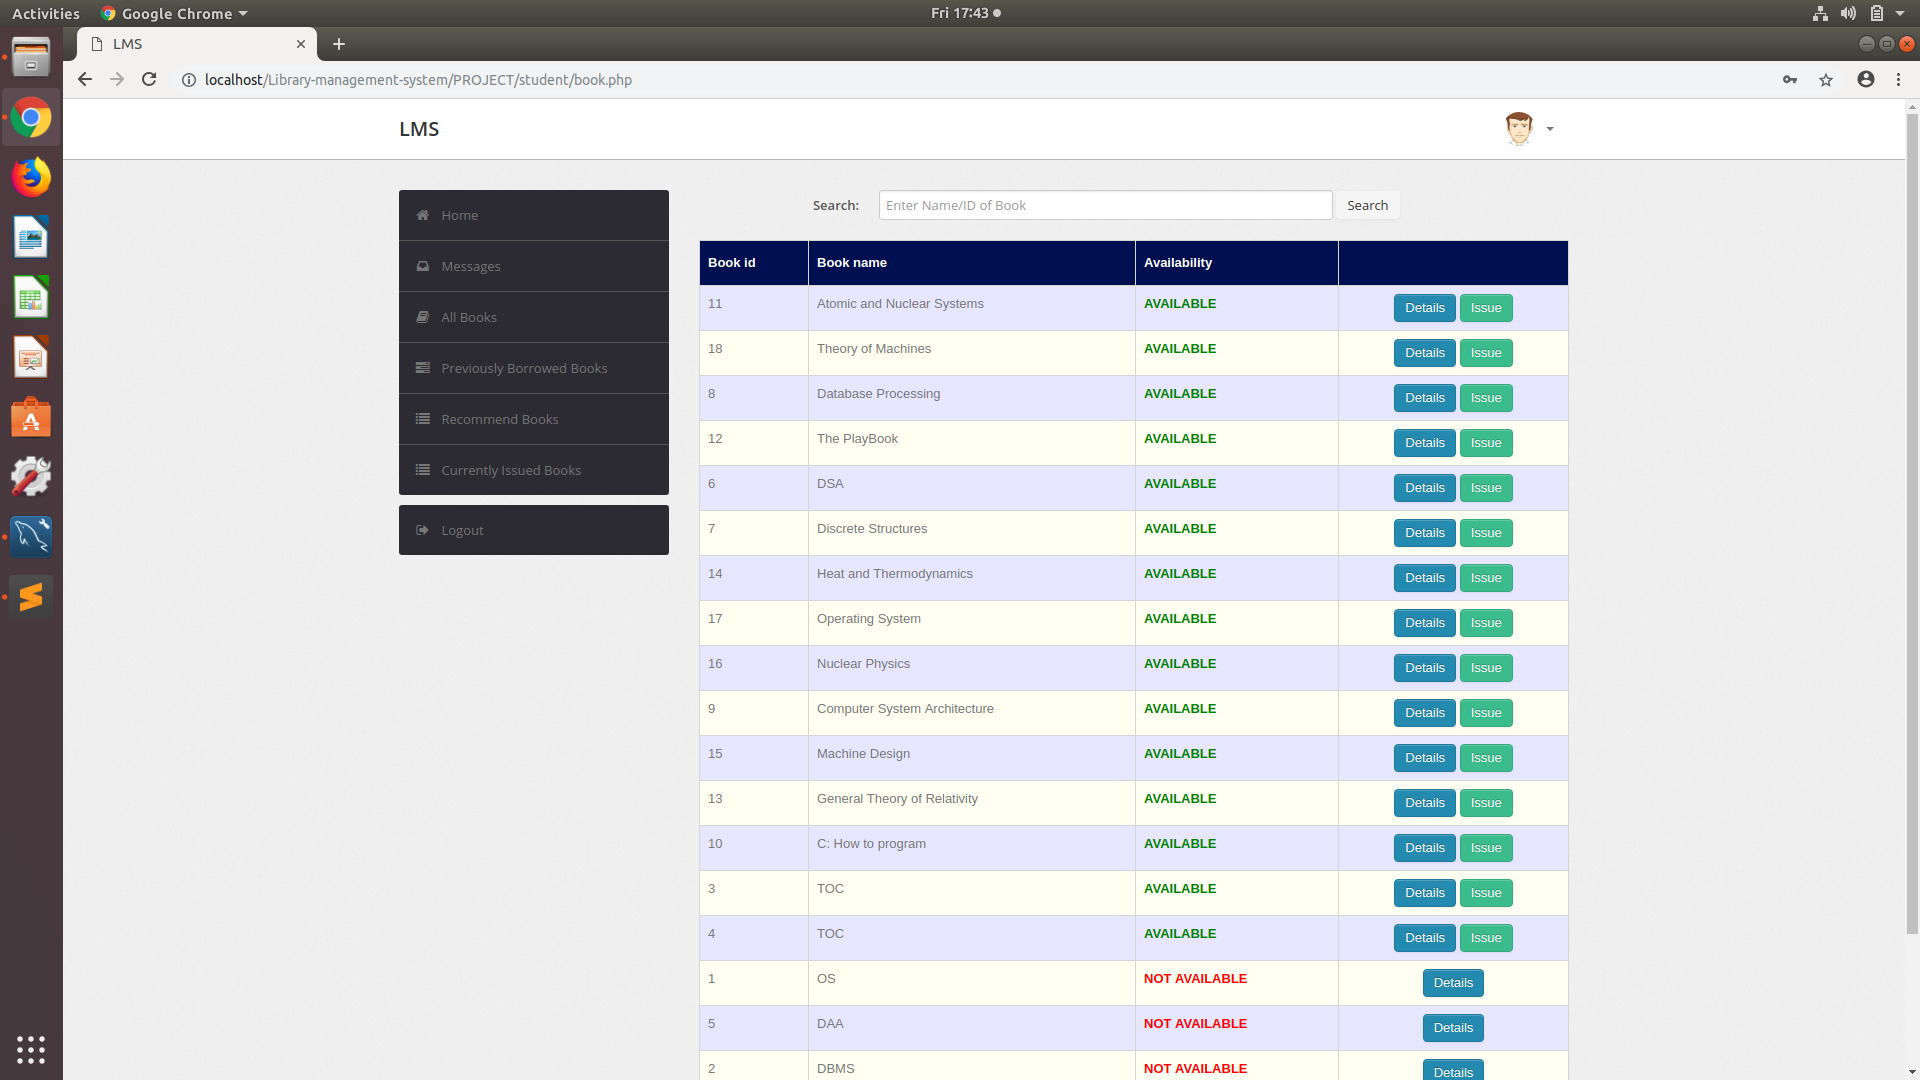 Activities Google Chrome Fri 17:43
LMS
localhost/Library-management-system/PROJECT/student/book.php
LMS
Home
Messages
All Books
Previously Borrowed Books
Recommend Books
Currently Issued Books
Logout
Search: Enter Name/ID of Book Search
Book id Book name Availability
11 Atomic and Nuclear Systems AVAILABLE Details Issue
18 Theory of Machines AVAILABLE Details Issue
8 Database Processing AVAILABLE Details Issue
12 The PlayBook AVAILABLE Details Issue
6 DSA AVAILABLE Details Issue
7 Discrete Structures AVAILABLE Details Issue
14 Heat and Thermodynamics AVAILABLE Details Issue
17 Operating System AVAILABLE Details Issue
16 Nuclear Physics AVAILABLE Details Issue
9 Computer System Architecture AVAILABLE Details Issue
15 Machine Design AVAILABLE Details Issue
13 General Theory of Relativity AVAILABLE Details Issue
10 C: How to program AVAILABLE Details Issue
3 TOC AVAILABLE Details Issue
4 TOC AVAILABLE Details Issue
1 OS NOT AVAILABLE Details
5 DAA NOT AVAILABLE Details
2 DBMS NOT AVAILABLE Details